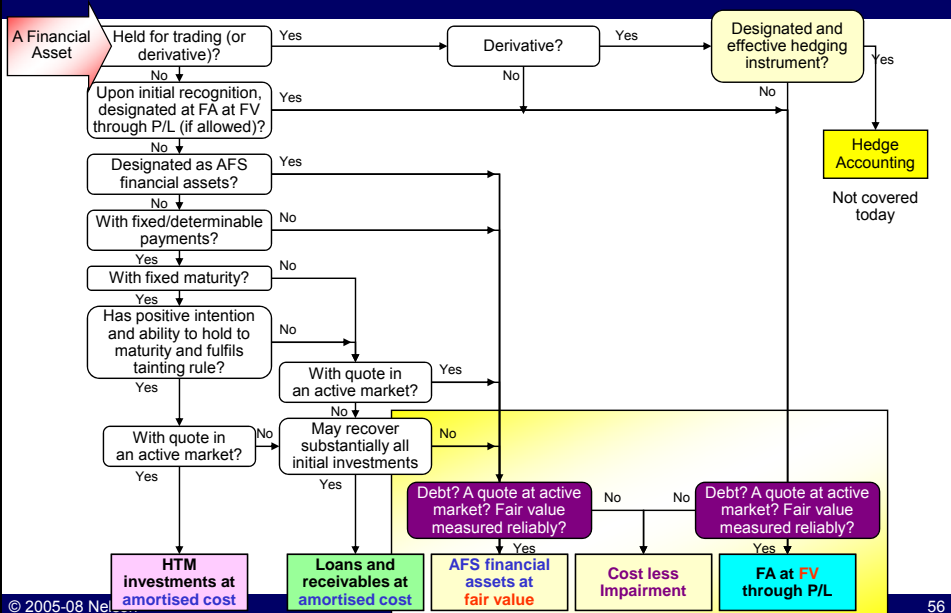 A Financial
Asset
Held for trading (or
derivative)?
Yes
Derivative?
Yes
Designated and
effective hedging
instrument?
Yes
No
No
No
Upon initial recognition,
designated at FA at FV
through P/L (if allowed)?
Yes
Hedge
Accounting
Not covered
today
No
Designated as AFS
financial assets?
Yes
No
With fixed/determinable
payments?
No
Yes
With fixed maturity?
No
Yes
Has positive intention
and ability to hold to
maturity and fulfils
tainting rule?
No
Yes
With quote in
an active market?
Yes
No
With quote in
an active market?
No
Yes
May recover
substantially all
initial investments
No
Yes
Debt? A quote at active
market? Fair value
measured reliably?
No
Yes
No
Debt? A quote at active
market? Fair value
measured reliably?
Yes
HTM
investments at
amortised cost
Loans and
receivables at
amortised cost
AFS financial
assets at
fair value
Cost less
Impairment
FA at FV
through P/L
© 2005-08 Nelson
56